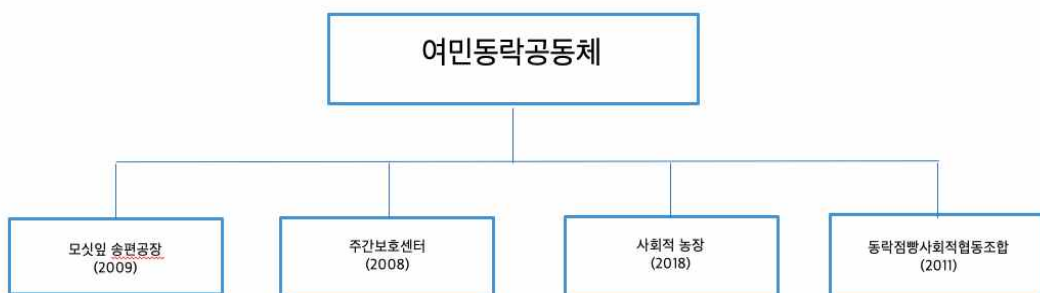 여민동락공동체
모싯잎 송편공장
(2009)
주간보호센터
(2008)
사회적 농장
(2018)
동락점빵사회적협동조합
(2011)